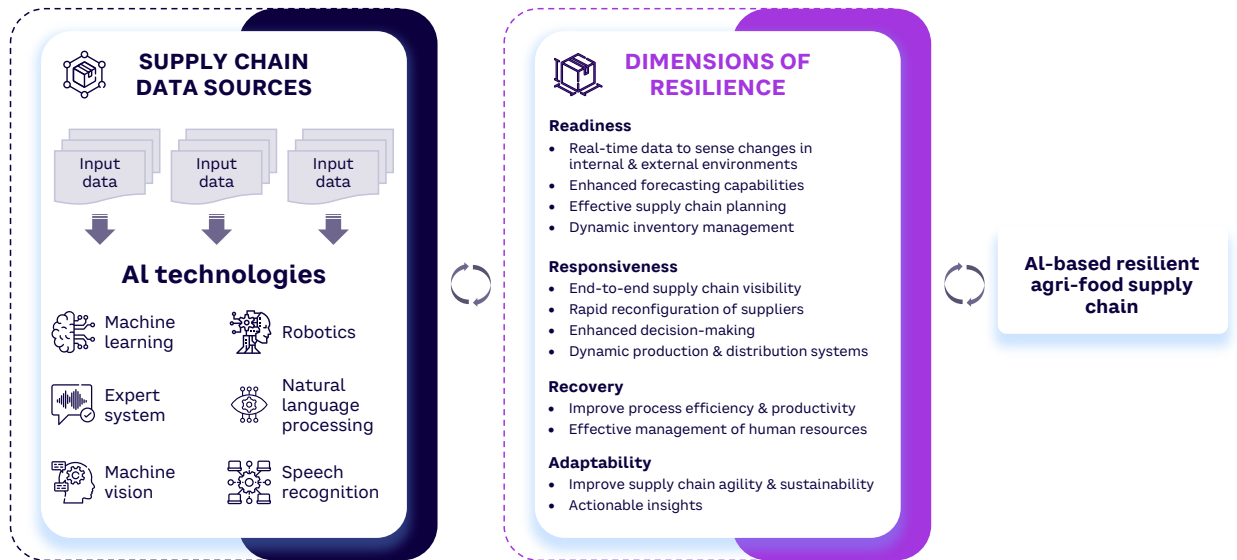 SUPPLY CHAIN
DATA SOURCES
Input
data
Input
data
Input
data
AI technologies
Machine
learning
Robotics
Expert
system
Natural
language
processing
Machine
vision
Speech
recognition
DIMENSIONS OF
RESILIENCE
Readiness
• Real-time data to sense changes in
internal & external environments
• Enhanced forecasting capabilities
• Effective supply chain planning
• Dynamic inventory management
Responsiveness
• End-to-end supply chain visibility
• Rapid reconfiguration of suppliers
• Enhanced decision-making
• Dynamic production & distribution systems
Recovery
• Improve process efficiency & productivity
• Effective management of human resources
Adaptability
• Improve supply chain agility & sustainability
• Actionable insights
AI-based resilient
agri-food supply
chain